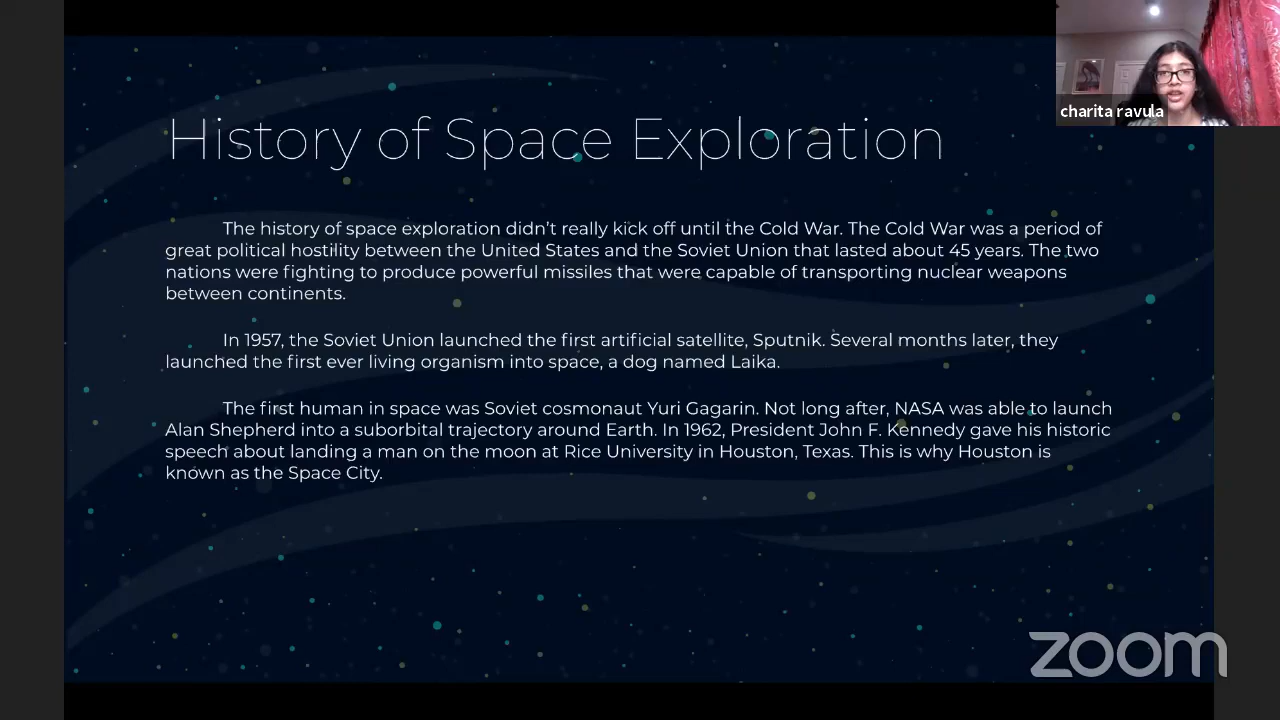 charita ravula
History of Space Exploration
The history of space exploration didn't really kick off until the Cold War. The Cold War was a period of
great political hostility between the United States and the Soviet Union that lasted about 45 years. The two
nations were fighting to produce powerful missiles that were capable of transporting nuclear weapons
between continents.
In 1957, the Soviet Union launched the first artificial satellite, Sputnik. Several months later, they
launched the first ever living organism into space, a dog named Laika.
The first human in space was Soviet cosmonaut Yuri Gagarin. Not long after, NASA was able to launch
Alan Shepherd into a suborbital trajectory around Earth. In 1962, President John F. Kennedy gave his historic
speech about landing a man on the moon at Rice University in Houston, Texas. This is why Houston is
known as the Space City.
zoom